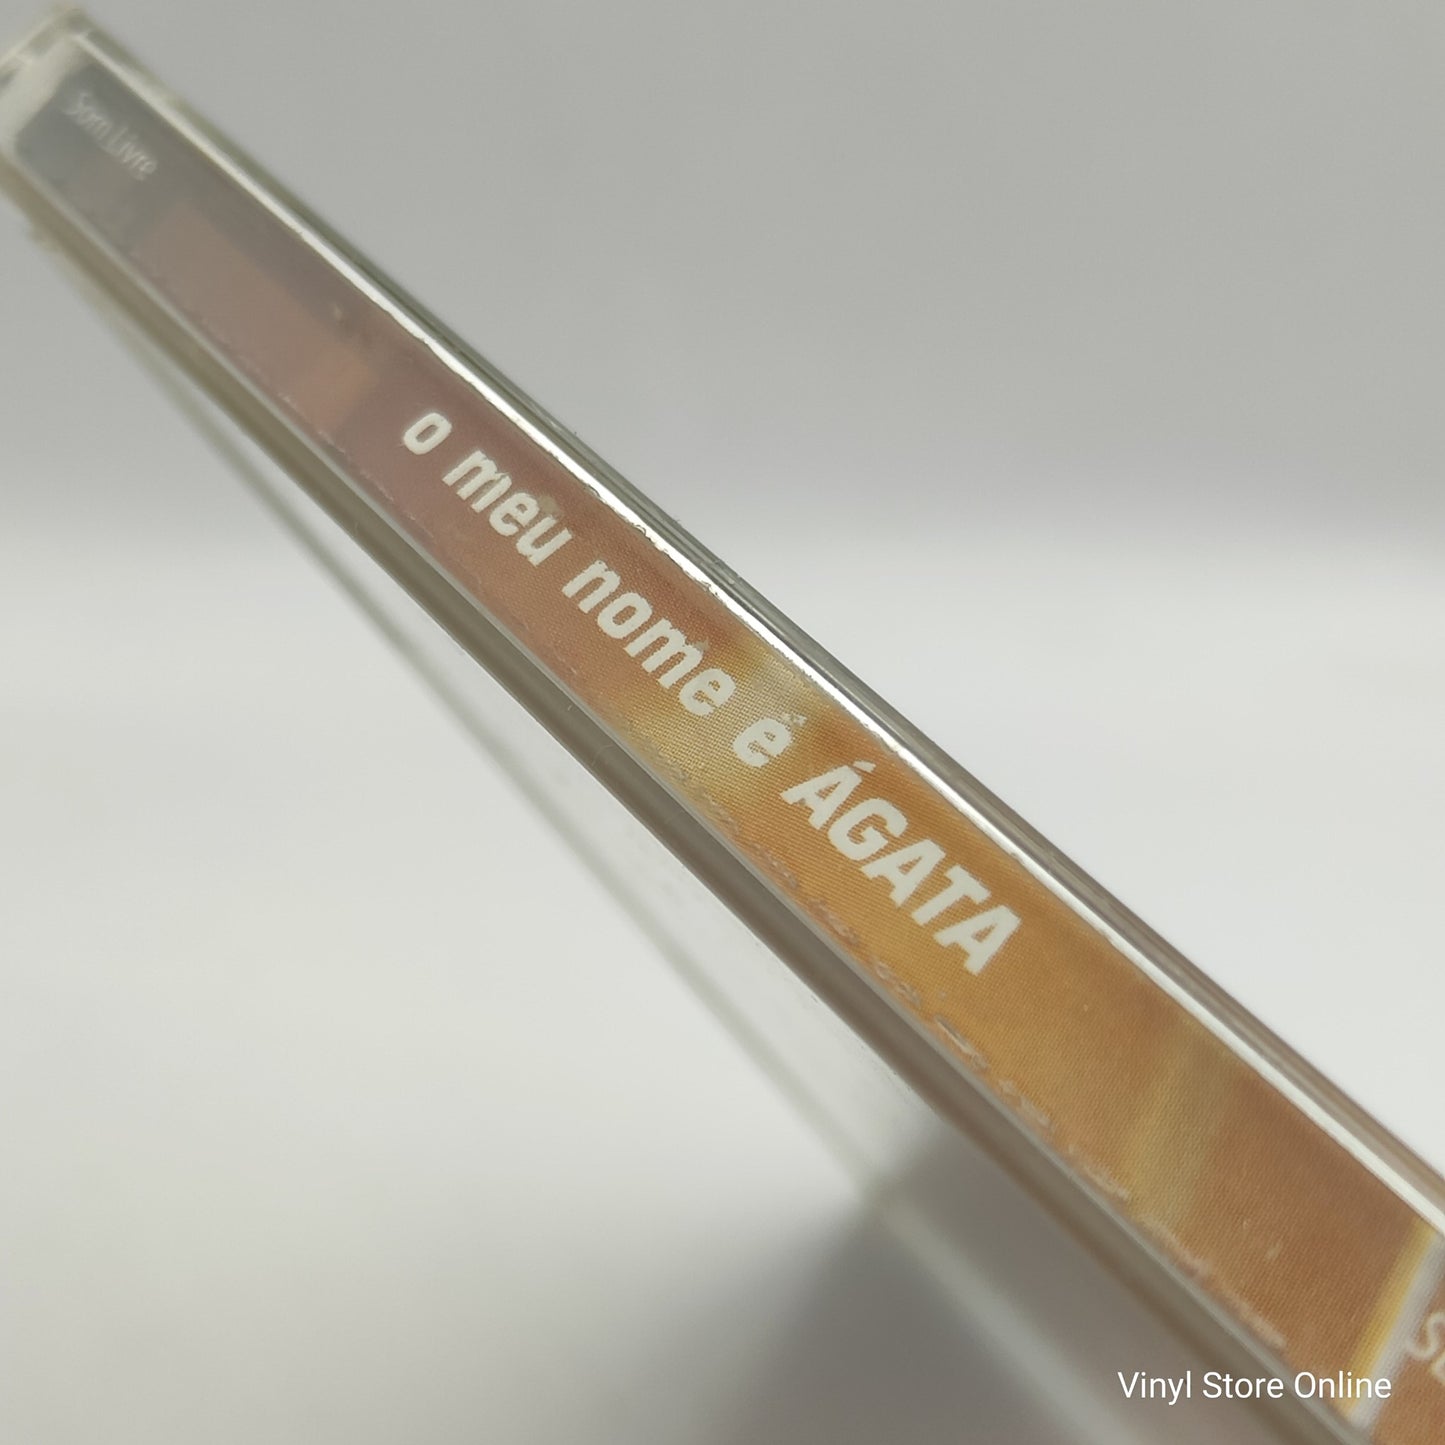 Som Livre
o meu nome é ÁGATA
Vinyl Store Online